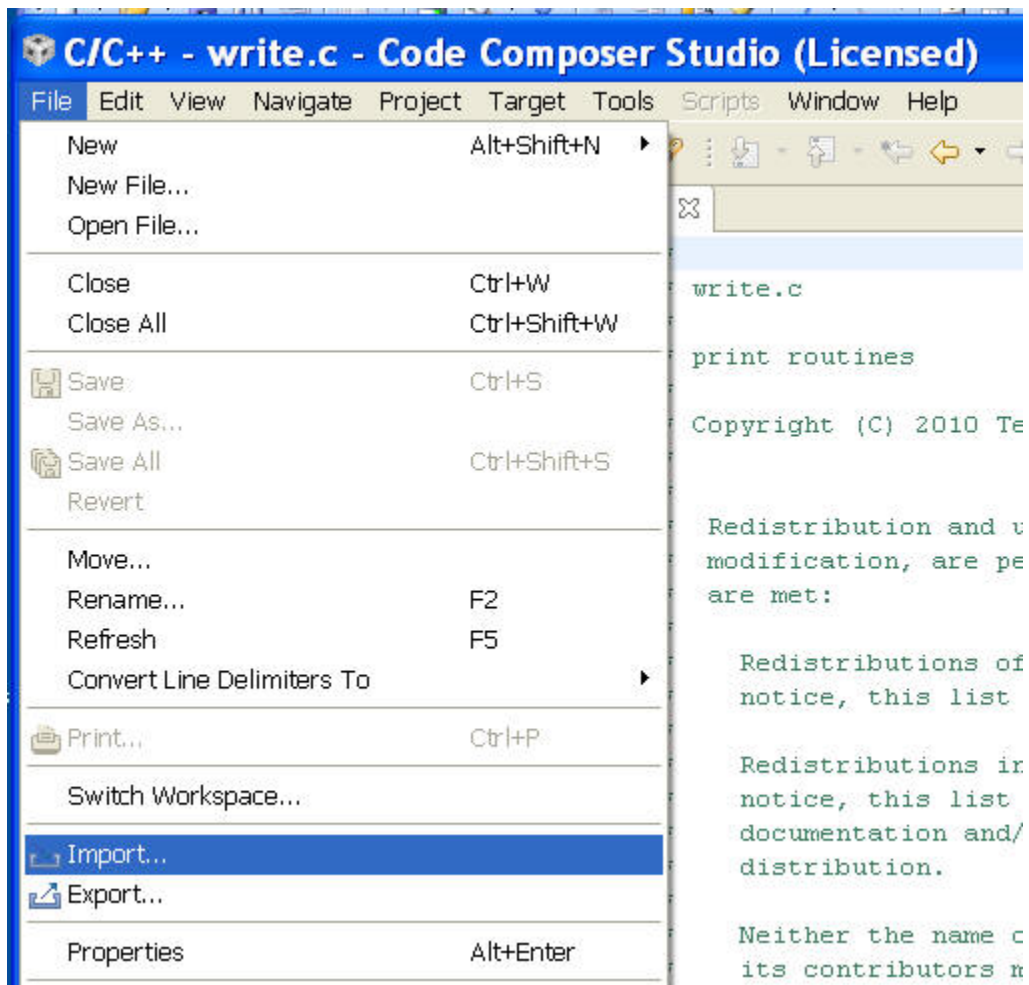 C/C++ - write.c - Code Composer Studio (Licensed)
File Edit View Navigate Project Target Tools Scripts Window Help
New Alt+Shift+N
New File...
Open File...
Close Ctrl+W
Close All Ctrl+Shift+W
Save Ctrl+S
Save As...
Save All Ctrl+Shift+S
Revert
Move...
Rename... F2
Refresh F5
Convert Line Delimiters To
Print... Ctrl+P
Switch Workspace...
Import...
Export...
Properties Alt+Enter
write.c
print routines
Copyright (C) 2010 Te
Redistribution and u
modification, are pe
are met:
Redistributions of
notice, this list
Redistributions in
notice, this list
documentation and/
distribution.
Neither the name o
its contributors m